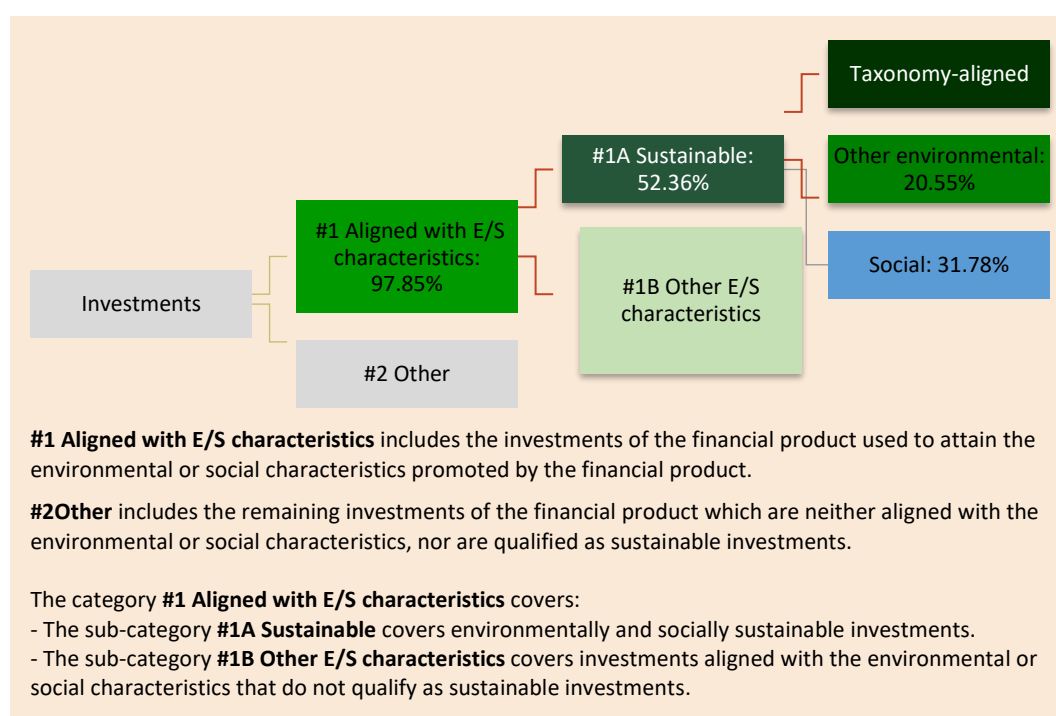 Taxonomy-aligned
#1A Sustainable:
52.36%
Other environmental:
20.55%
#1 Aligned with E/S
characteristics:
97.85%
Social: 31.78%
Investments
#1B Other E/S
characteristics
#2 Other
#1 Aligned with E/S characteristics includes the investments of the financial product used to attain the
environmental or social characteristics promoted by the financial product.
#2Other includes the remaining investments of the financial product which are neither aligned with the
environmental or social characteristics, nor are qualified as sustainable investments.
The category #1 Aligned with E/S characteristics covers:
- The sub-category #1A Sustainable covers environmentally and socially sustainable investments.
- The sub-category #1B Other E/S characteristics covers investments aligned with the environmental or
social characteristics that do not qualify as sustainable investments.